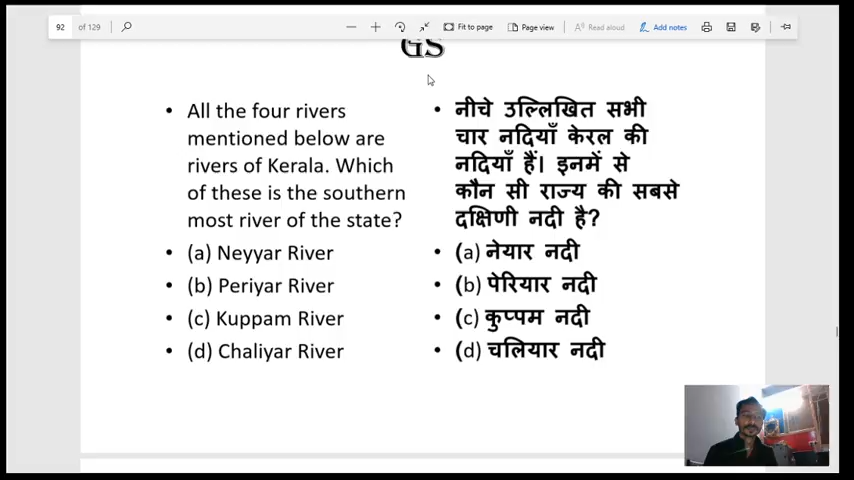 92 of 129 Fit to page Page view Read aloud Add notes
GS
All the four rivers
mentioned below are
rivers of Kerala. Which
of these is the southern
most river of the state?
(a) Neyyar River
(b) Periyar River
(c) Kuppam River
(d) Chaliyar River
नीचे उल्लिखित सभी
चार नदियाँ केरल की
नदियाँ हैं। इनमें से
कौन सी राज्य की सबसे
दक्षिणी नदी है?
(a) नेयार नदी
(b) पेरियार नदी
(c) कुप्पम नदी
(d) चलियार नदी